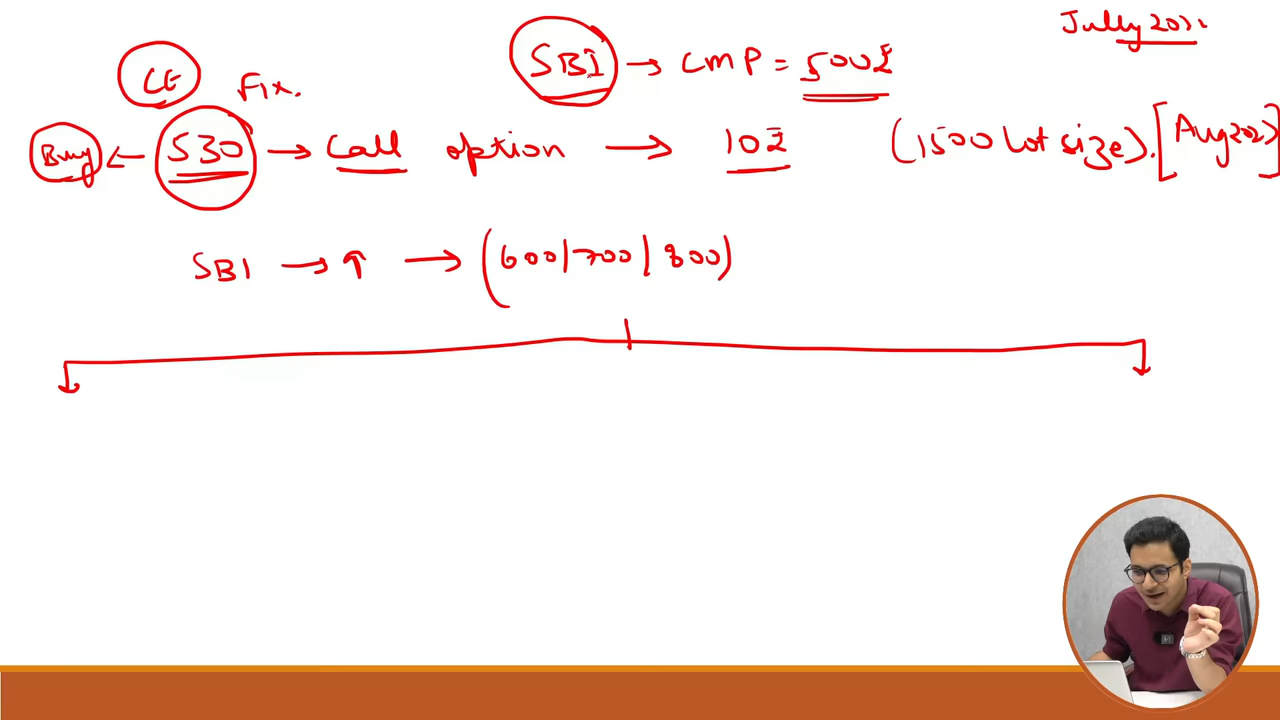 July 202
SBI → CMP = 500₹
CE Fix.
Buy ← 530 → Call option → 10₹ (1500 lot size). [Aug 202
SBI → ↑ → (600/700/800)